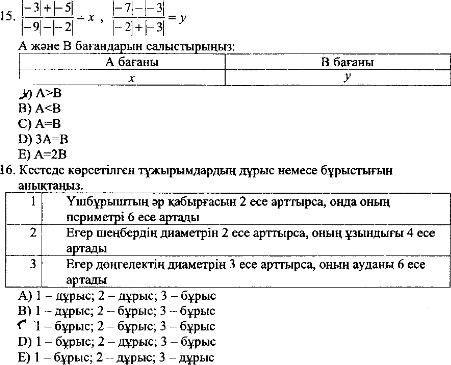 15. |−3|+|−5| / |−9|−|−2| = x , |−7|−|−3| / |−2|+|−3| = y
А және В бағандарын салыстырыңыз:
А бағаны В бағаны
x y
A) A>B
B) A<B
C) A=B
D) 3A=B
E) A=2B
16. Кестеде көрсетілген тұжырымдардың дұрыс немесе бұрыстығын
анықтаңыз.
1 Үшбұрыштың әр қабырғасын 2 есе арттырса, онда оның
периметрі 6 есе артады
2 Егер шеңбердің диаметрін 2 есе арттырса, оның ұзындығы 4 есе
артады
3 Егер дөңгелектің диаметрін 3 есе арттырса, онын ауданы 6 есе
артады
A) 1 – дұрыс; 2 – дұрыс; 3 – бұрыс
B) 1 – дұрыс; 2 – бұрыс; 3 – бұрыс
C 1 – бұрыс; 2 – бұрыс; 3 – бұрыс
D) 1 – бұрыс; 2 – дұрыс; 3 – бұрыс
E) 1 – бұрыс; 2 – дұрыс; 3 – дұрыс